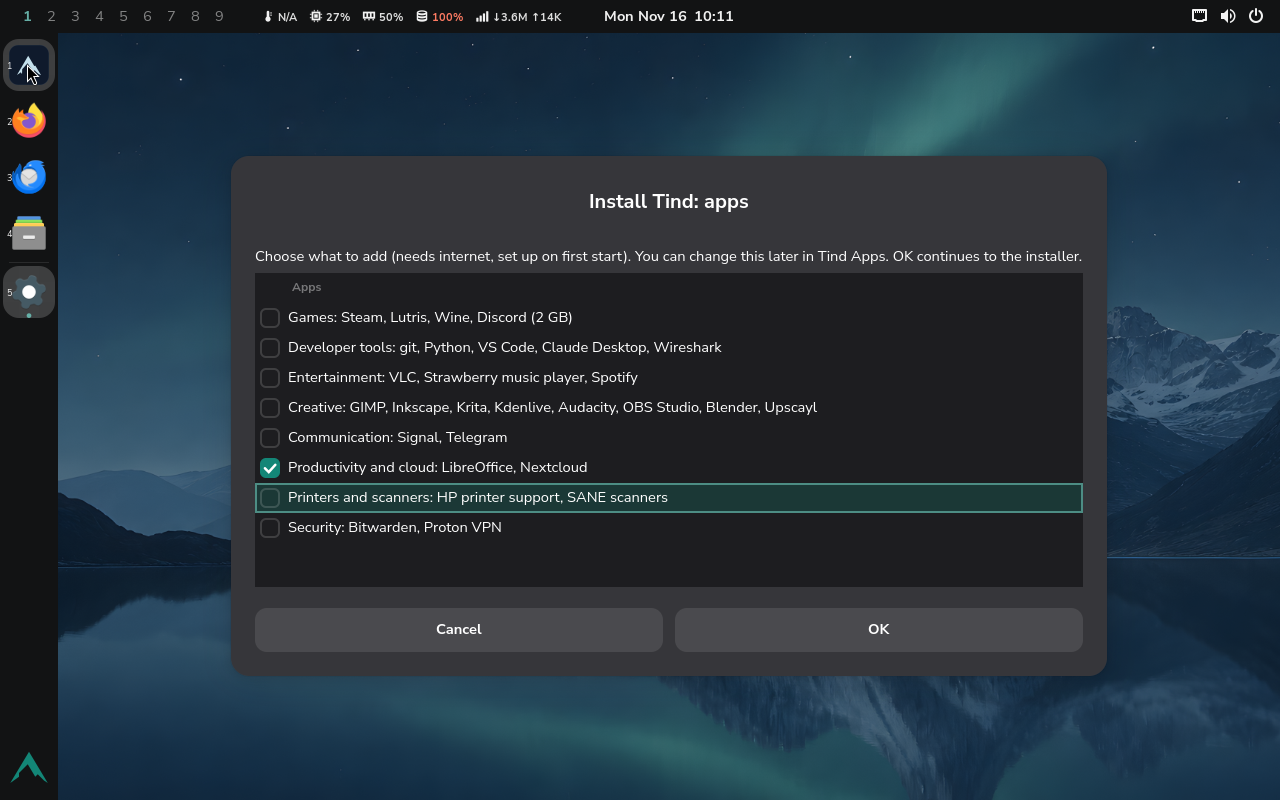 1 2 3 4 5 6 7 8 9 N/A 27% 50% 100% ↓3.6M ↑14K Mon Nov 16 10:11
1
2
3
4
5
Install Tind: apps
Choose what to add (needs internet, set up on first start). You can change this later in Tind Apps. OK continues to the installer.
Apps
Games: Steam, Lutris, Wine, Discord (2 GB)
Developer tools: git, Python, VS Code, Claude Desktop, Wireshark
Entertainment: VLC, Strawberry music player, Spotify
Creative: GIMP, Inkscape, Krita, Kdenlive, Audacity, OBS Studio, Blender, Upscayl
Communication: Signal, Telegram
Productivity and cloud: LibreOffice, Nextcloud
Printers and scanners: HP printer support, SANE scanners
Security: Bitwarden, Proton VPN
Cancel OK